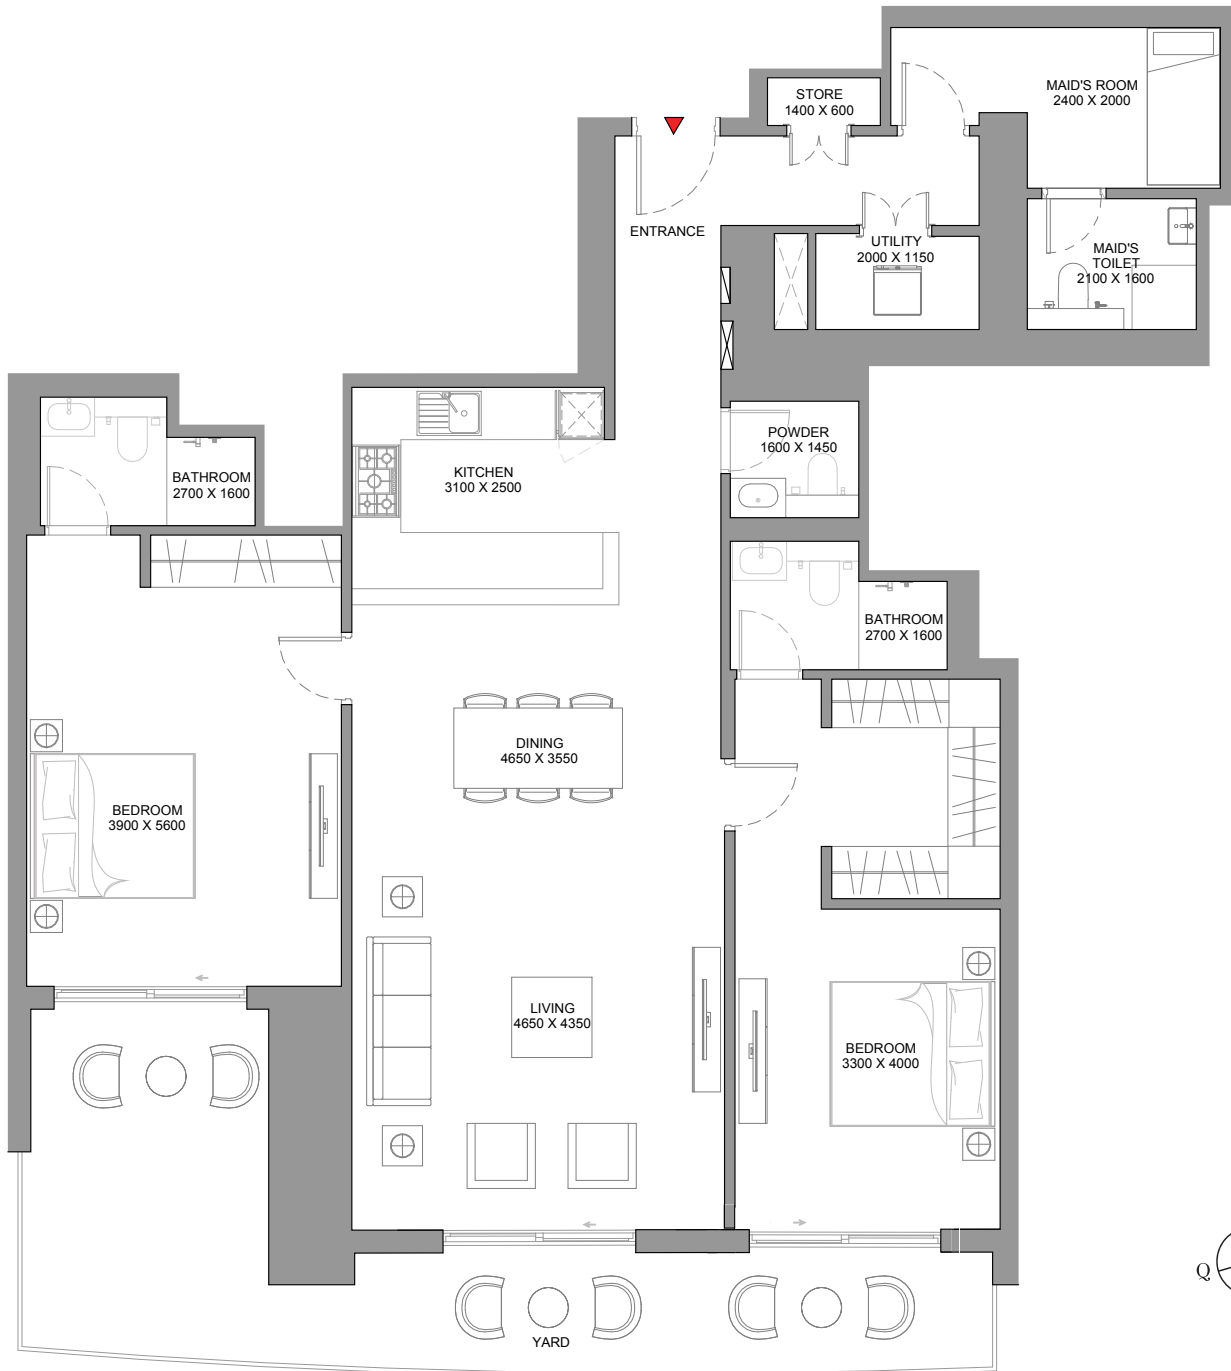 MAID'S ROOM
2400 X 2000
STORE
1400 X 600
ENTRANCE
UTILITY
2000 X 1150
MAID'S
TOILET
2100 X 1600
POWDER
1600 X 1450
KITCHEN
3100 X 2500
BATHROOM
2700 X 1600
BATHROOM
2700 X 1600
DINING
4650 X 3550
BEDROOM
3900 X 5600
LIVING
4650 X 4350
BEDROOM
3300 X 4000
YARD
Q